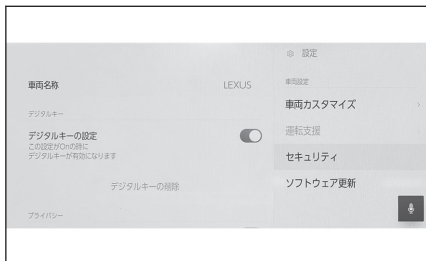 車両名称
LEXUS
デジタルキー
デジタルキーの設定
この設定がOnの時に
デジタルキーが有効になります
デジタルキーの削除
プライバシー
設定
車両設定
車両カスタマイズ
運転支援
セキュリティ
ソフトウェア更新